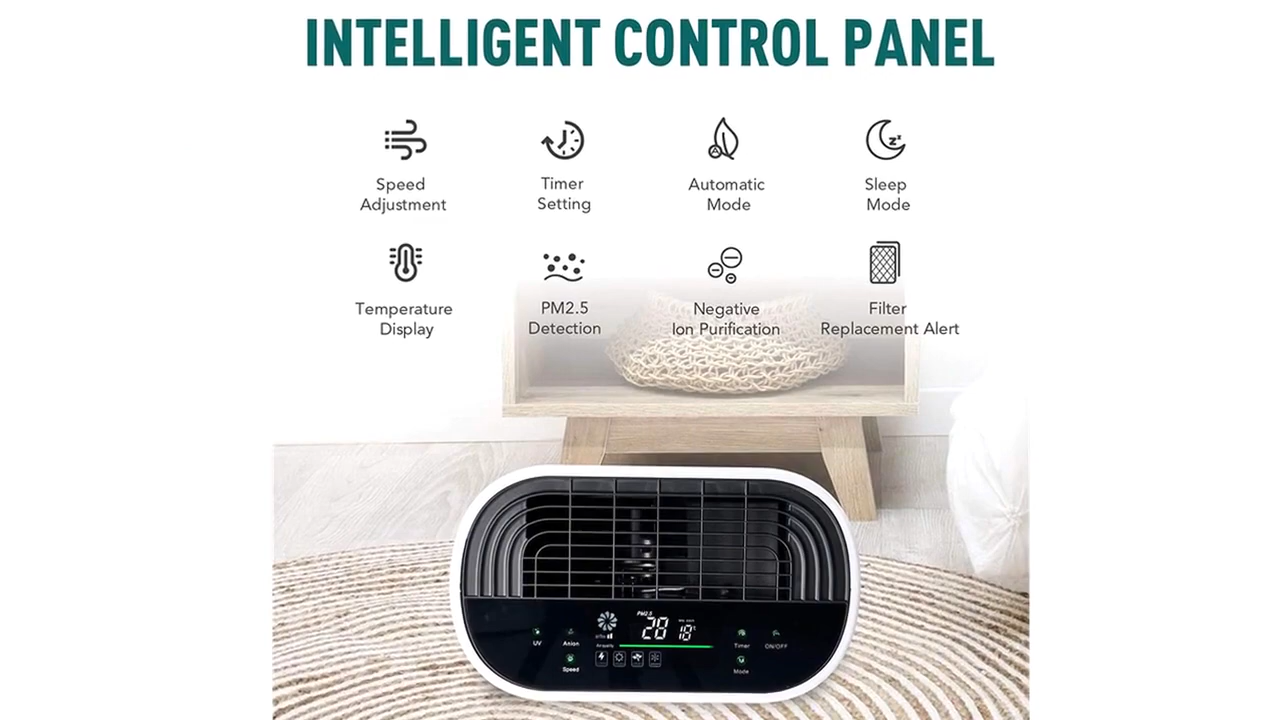 INTELLIGENT CONTROL PANEL
Speed
Adjustment
Timer
Setting
Automatic
Mode
Sleep
Mode
Temperature
Display
PM2.5
Detection
Negative
Ion Purification
Filter
Replacement Alert
PM2.5
28
18
UV
Anion
Speed
Timer
ON/OFF
Mode